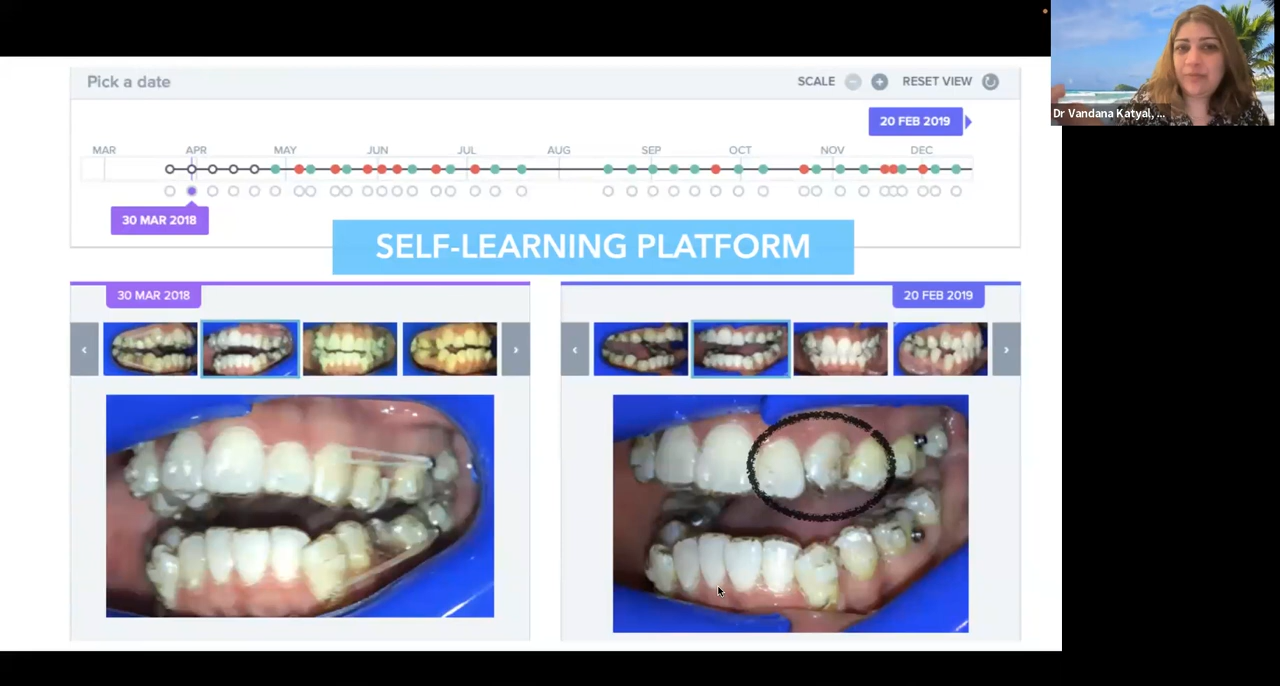 Pick a date
SCALE
RESET VIEW
20 FEB 2019
MAR APR MAY JUN JUL AUG SEP OCT NOV DEC
30 MAR 2018
SELF-LEARNING PLATFORM
30 MAR 2018
20 FEB 2019
Dr Vandana Katyal, ...